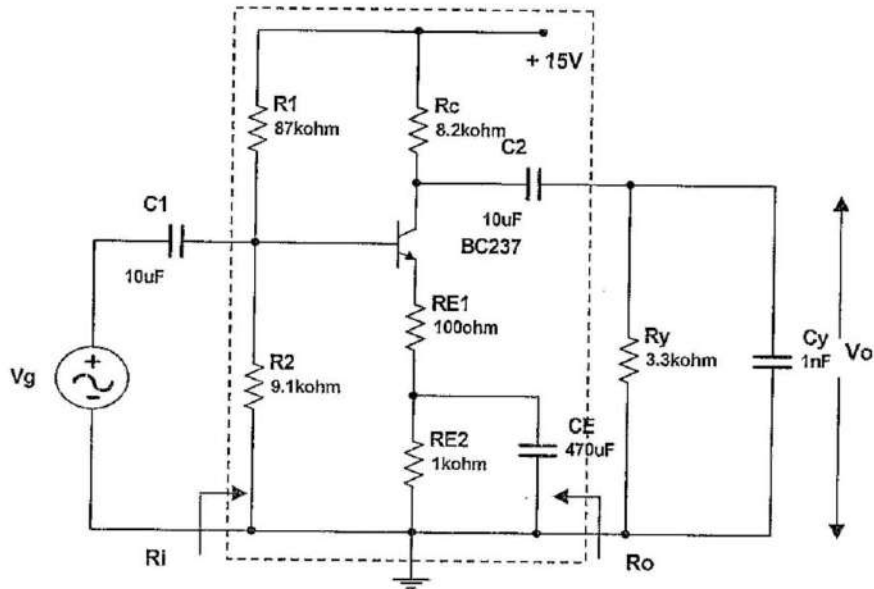 + 15V
R1
87kohm
Rc
8.2kohm
C2
10uF
C1
10uF
BC237
RE1
100ohm
Vg
R2
9.1kohm
RE2
1kohm
CE
470uF
Ry
3.3kohm
Cy
1nF
Vo
Ri
Ro